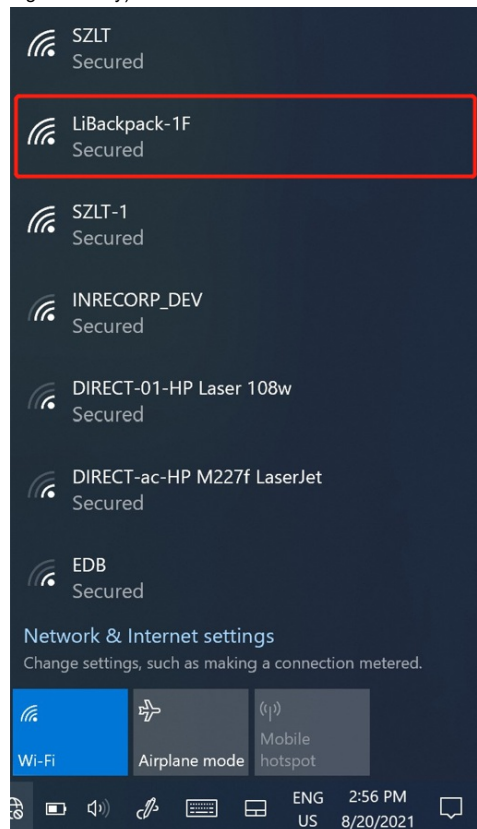 SZLT
Secured
LiBackpack-1F
Secured
SZLT-1
Secured
INRECORP_DEV
Secured
DIRECT-01-HP Laser 108w
Secured
DIRECT-ac-HP M227f LaserJet
Secured
EDB
Secured
Network & Internet settings
Change settings, such as making a connection metered.
Wi-Fi
Airplane mode
Mobile
hotspot
ENG
US
2:56 PM
8/20/2021